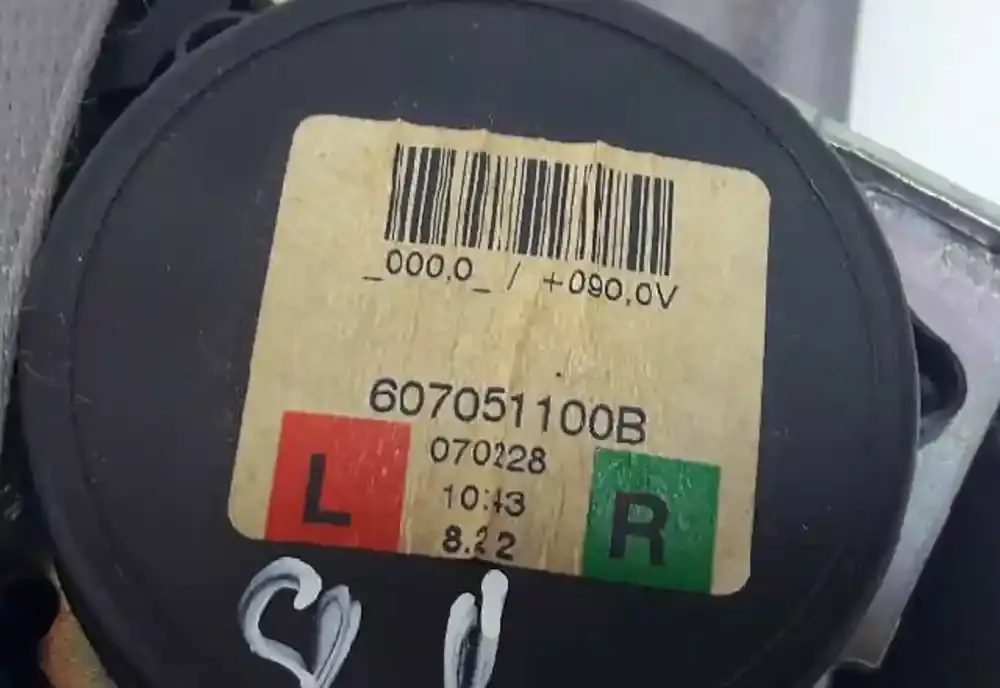 _000,0_ / +090,0V
607051100B
070228
10:43
8.22
L
R